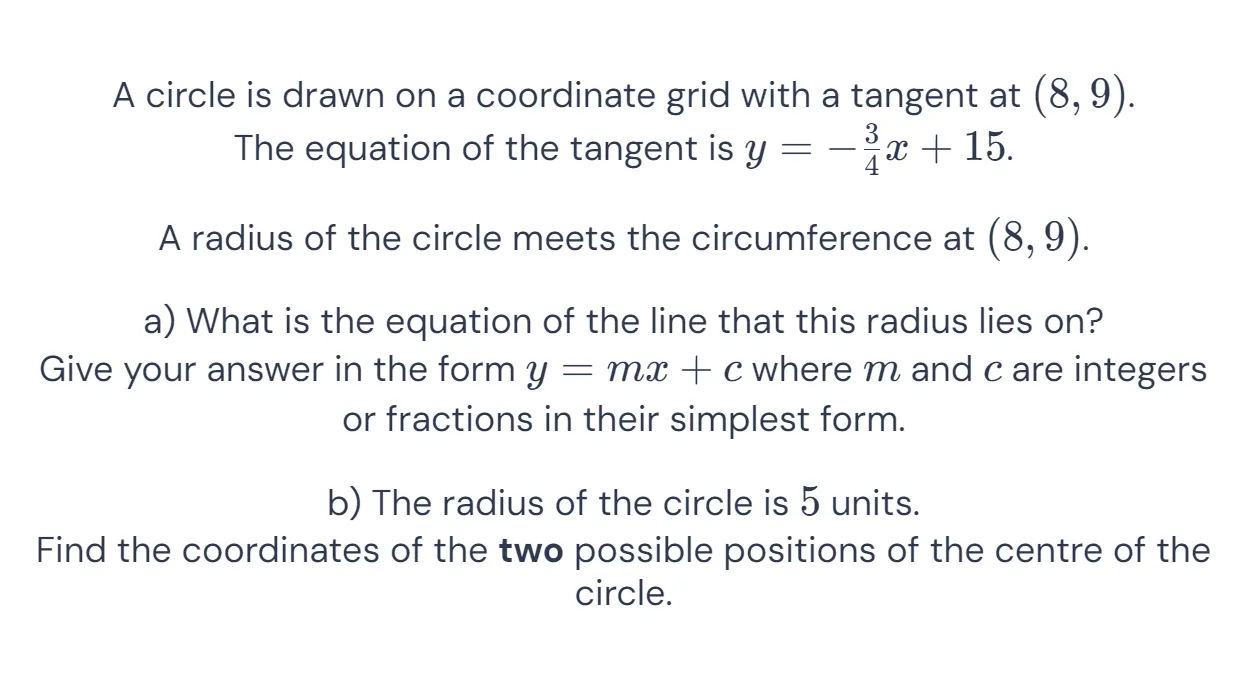 A circle is drawn on a coordinate grid with a tangent at (8, 9).
The equation of the tangent is y = −3/4x + 15.
A radius of the circle meets the circumference at (8, 9).
a) What is the equation of the line that this radius lies on?
Give your answer in the form y = mx + c where m and c are integers
or fractions in their simplest form.
b) The radius of the circle is 5 units.
Find the coordinates of the two possible positions of the centre of the
circle.